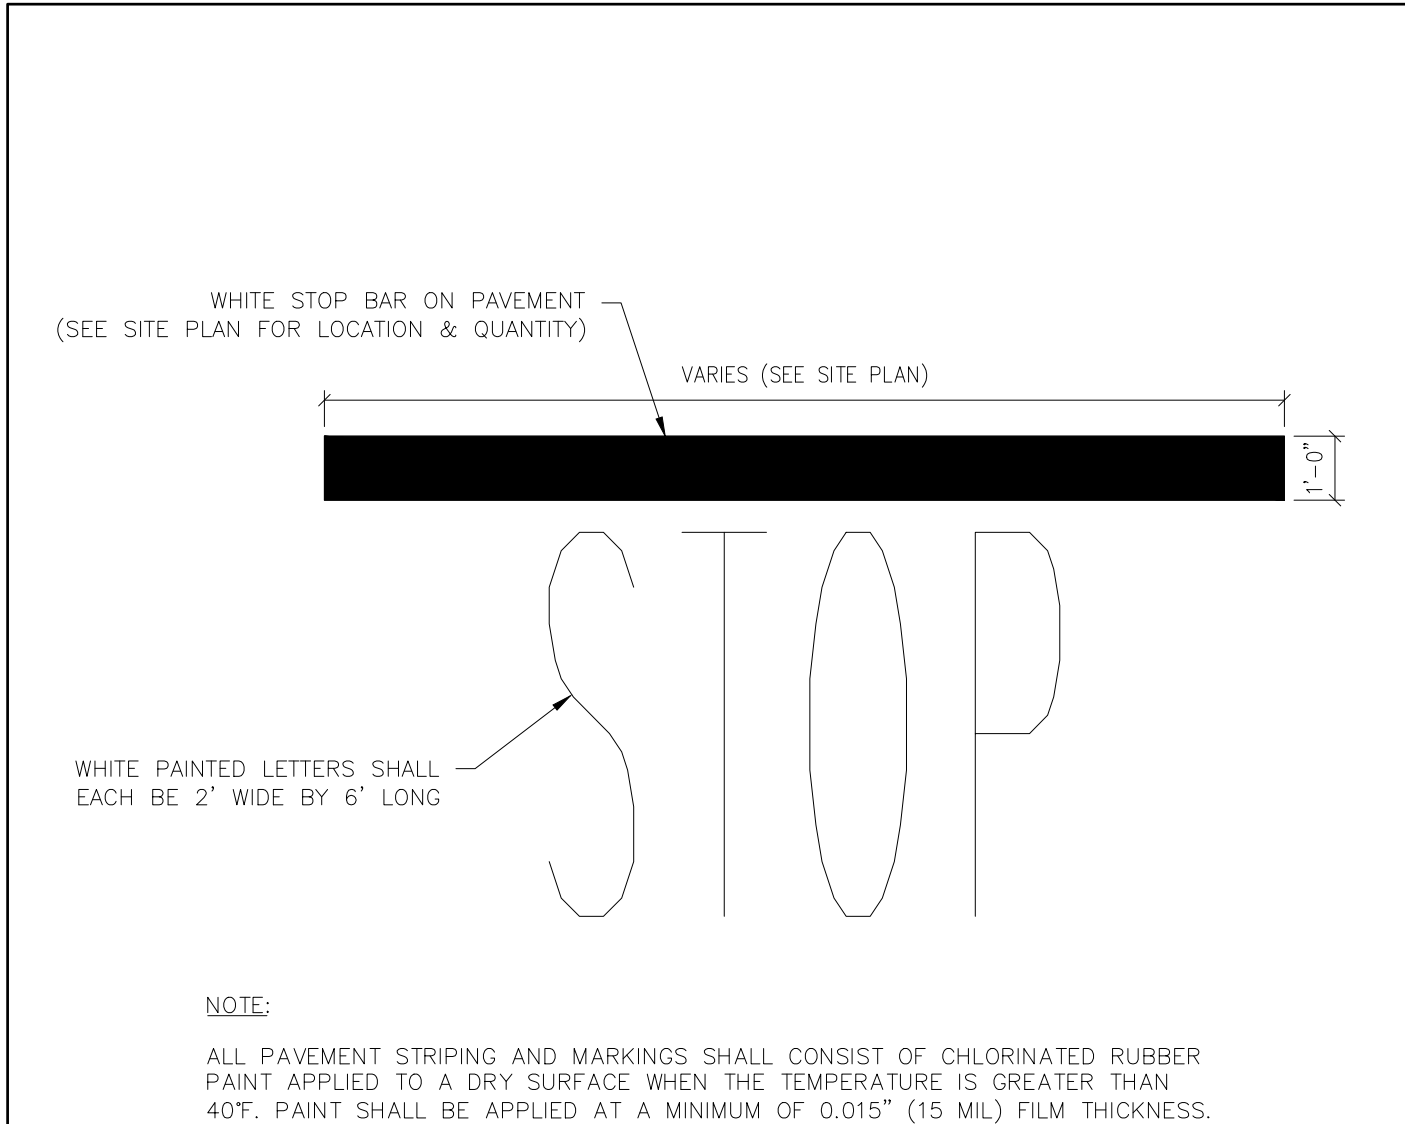 WHITE STOP BAR ON PAVEMENT
(SEE SITE PLAN FOR LOCATION & QUANTITY)
VARIES (SEE SITE PLAN)
1'-0"
STOP
WHITE PAINTED LETTERS SHALL
EACH BE 2' WIDE BY 6' LONG
NOTE:
ALL PAVEMENT STRIPING AND MARKINGS SHALL CONSIST OF CHLORINATED RUBBER
PAINT APPLIED TO A DRY SURFACE WHEN THE TEMPERATURE IS GREATER THAN
40°F. PAINT SHALL BE APPLIED AT A MINIMUM OF 0.015" (15 MIL) FILM THICKNESS.